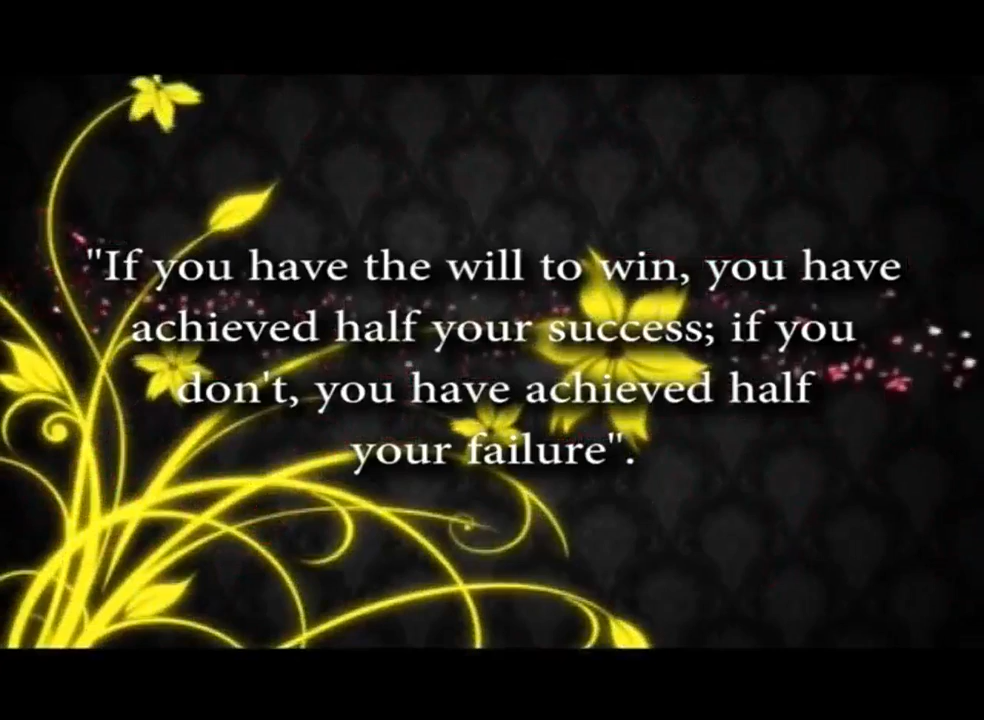 "If you have the will to win, you have
achieved half your success; if you
don't, you have achieved half
your failure".